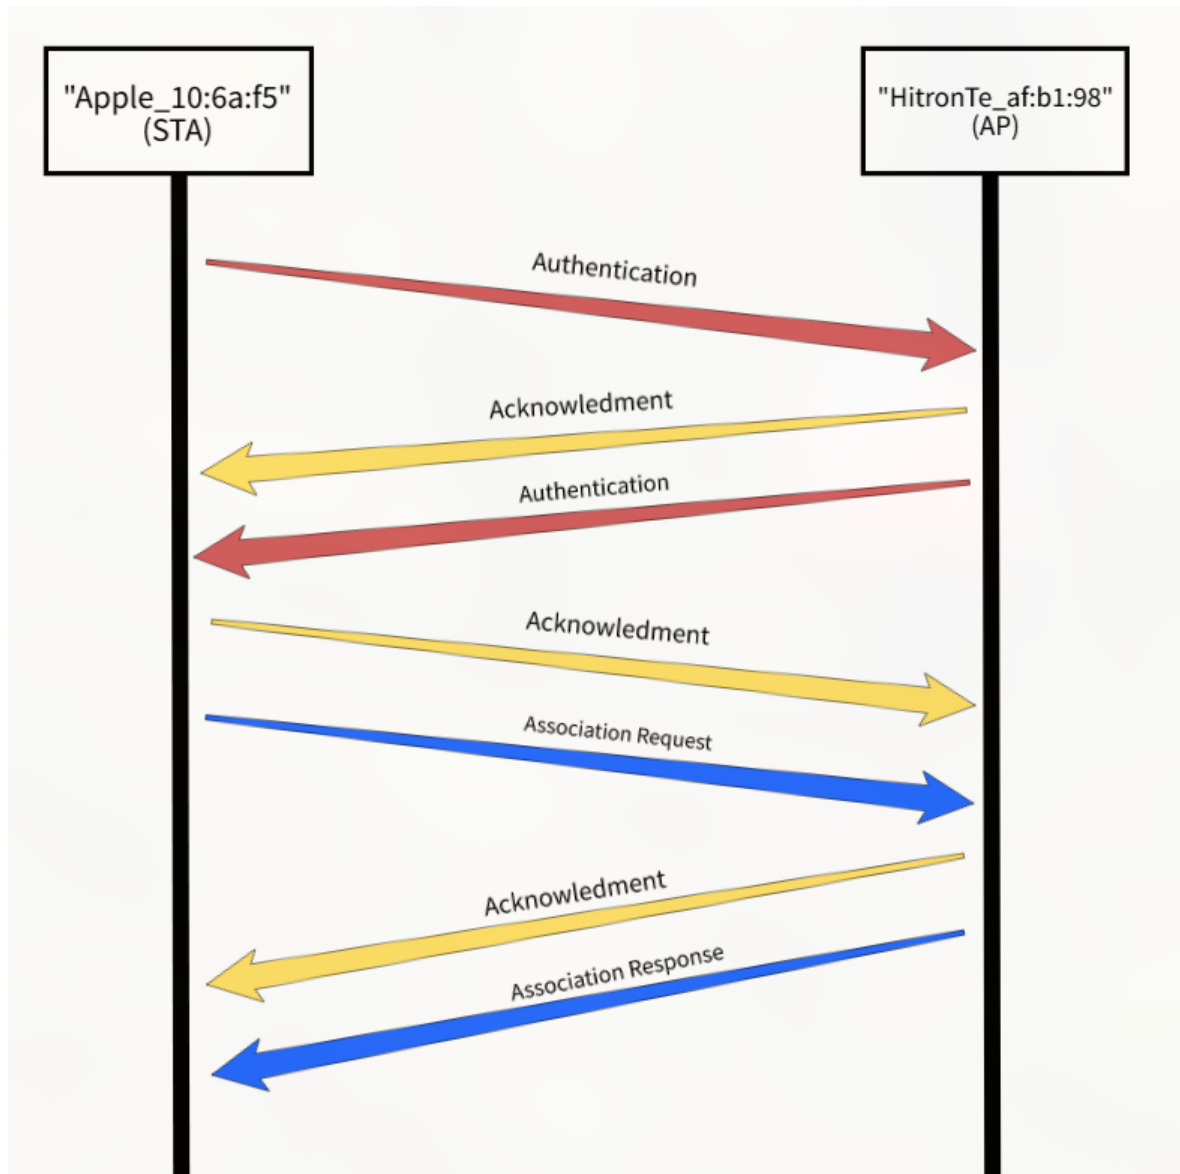 "Apple_10:6a:f5"
(STA)
"HitronTe_af:b1:98"
(AP)
Authentication
Acknowledment
Authentication
Acknowledment
Association Request
Acknowledment
Association Response